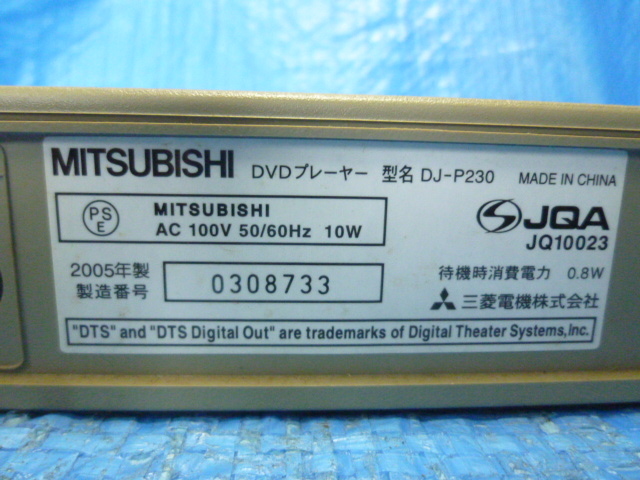 MITSUBISHI DVDプレーヤー 型名 DJ-P230 MADE IN CHINA
PS E
MITSUBISHI
AC 100V 50/60Hz 10W
JQA
JQ10023
2005年製
製造番号 0308733
待機時消費電力 0.8W
三菱電機株式会社
"DTS" and "DTS Digital Out" are trademarks of Digital Theater Systems,Inc.